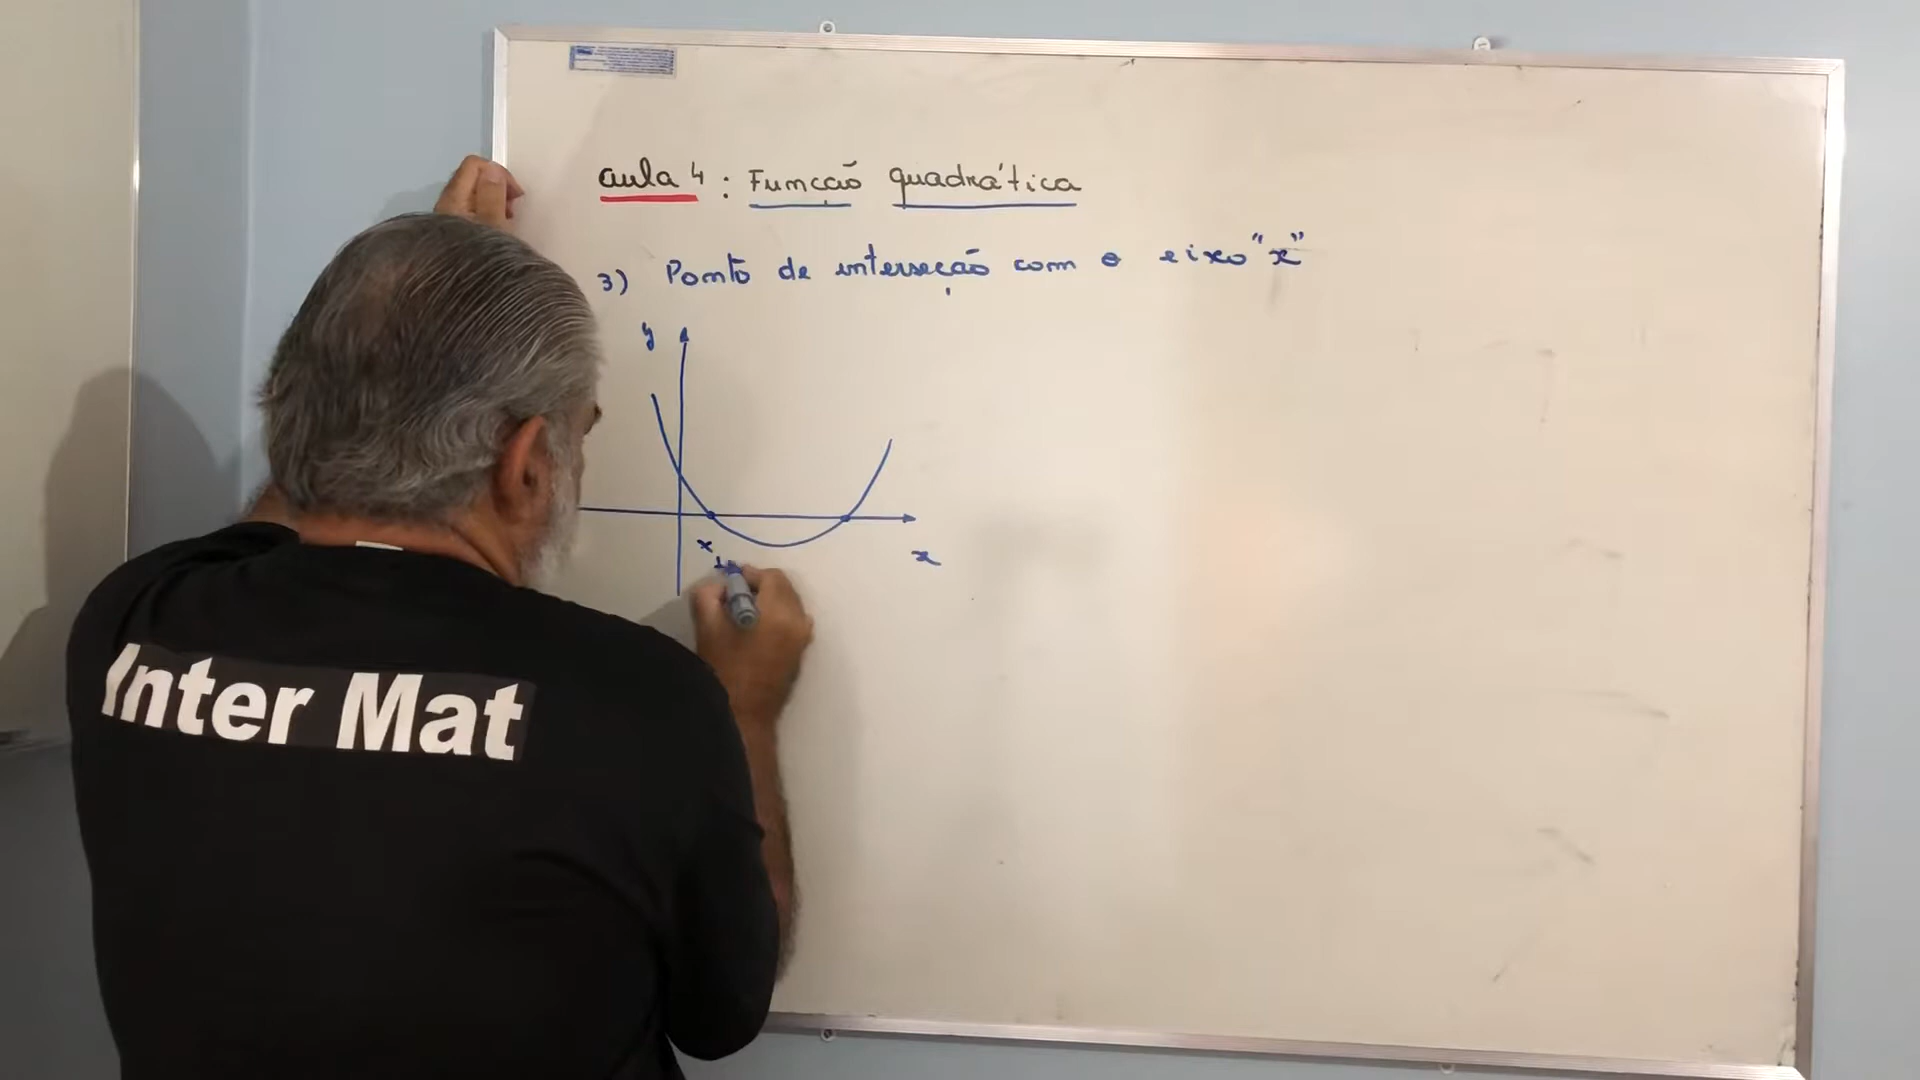 aula 4 : Função quadrática
3) Ponto de interseção com o eixo "x"
y
x
x
Inter Mat